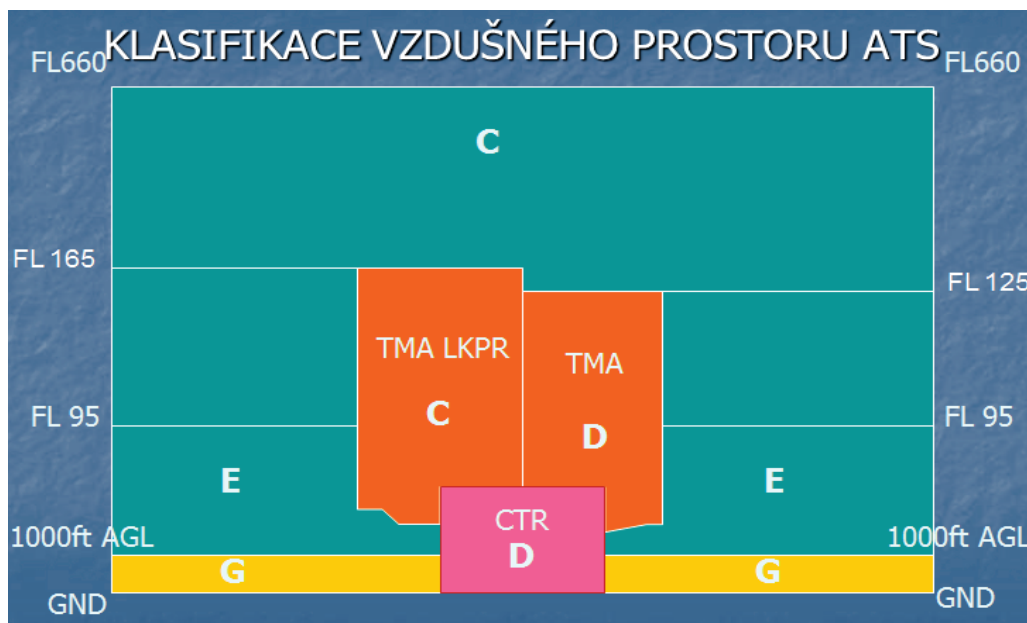 KLASIFIKACE VZDUŠNÉHO PROSTORU ATS
FL660
FL660
C
FL 165
FL 125
TMA LKPR
TMA
C
D
FL 95
FL 95
E
E
CTR
D
1000ft AGL
1000ft AGL
G
G
GND
GND